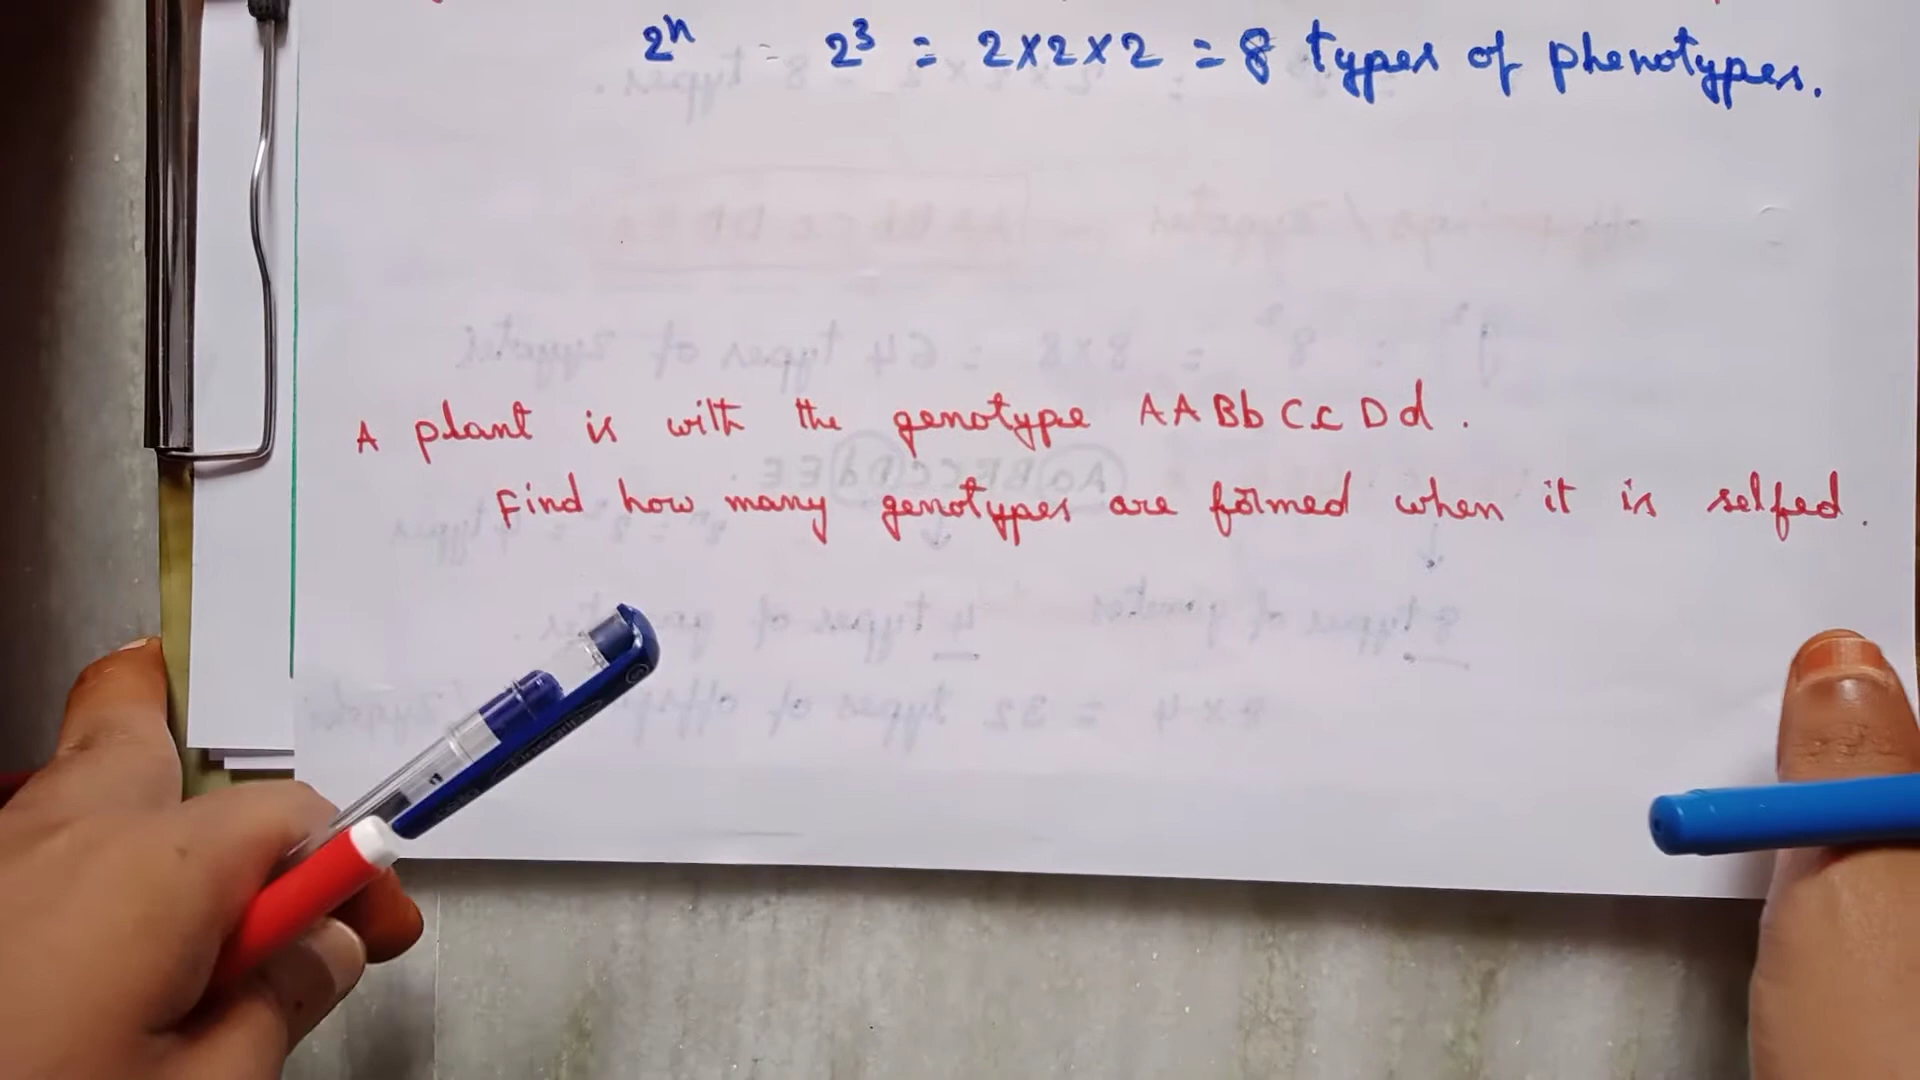 2ⁿ = 2³ = 2×2×2 = 8 types of phenotypes.
A plant is with the genotype AABbCcDd.
Find how many genotypes are formed when it is selfed.